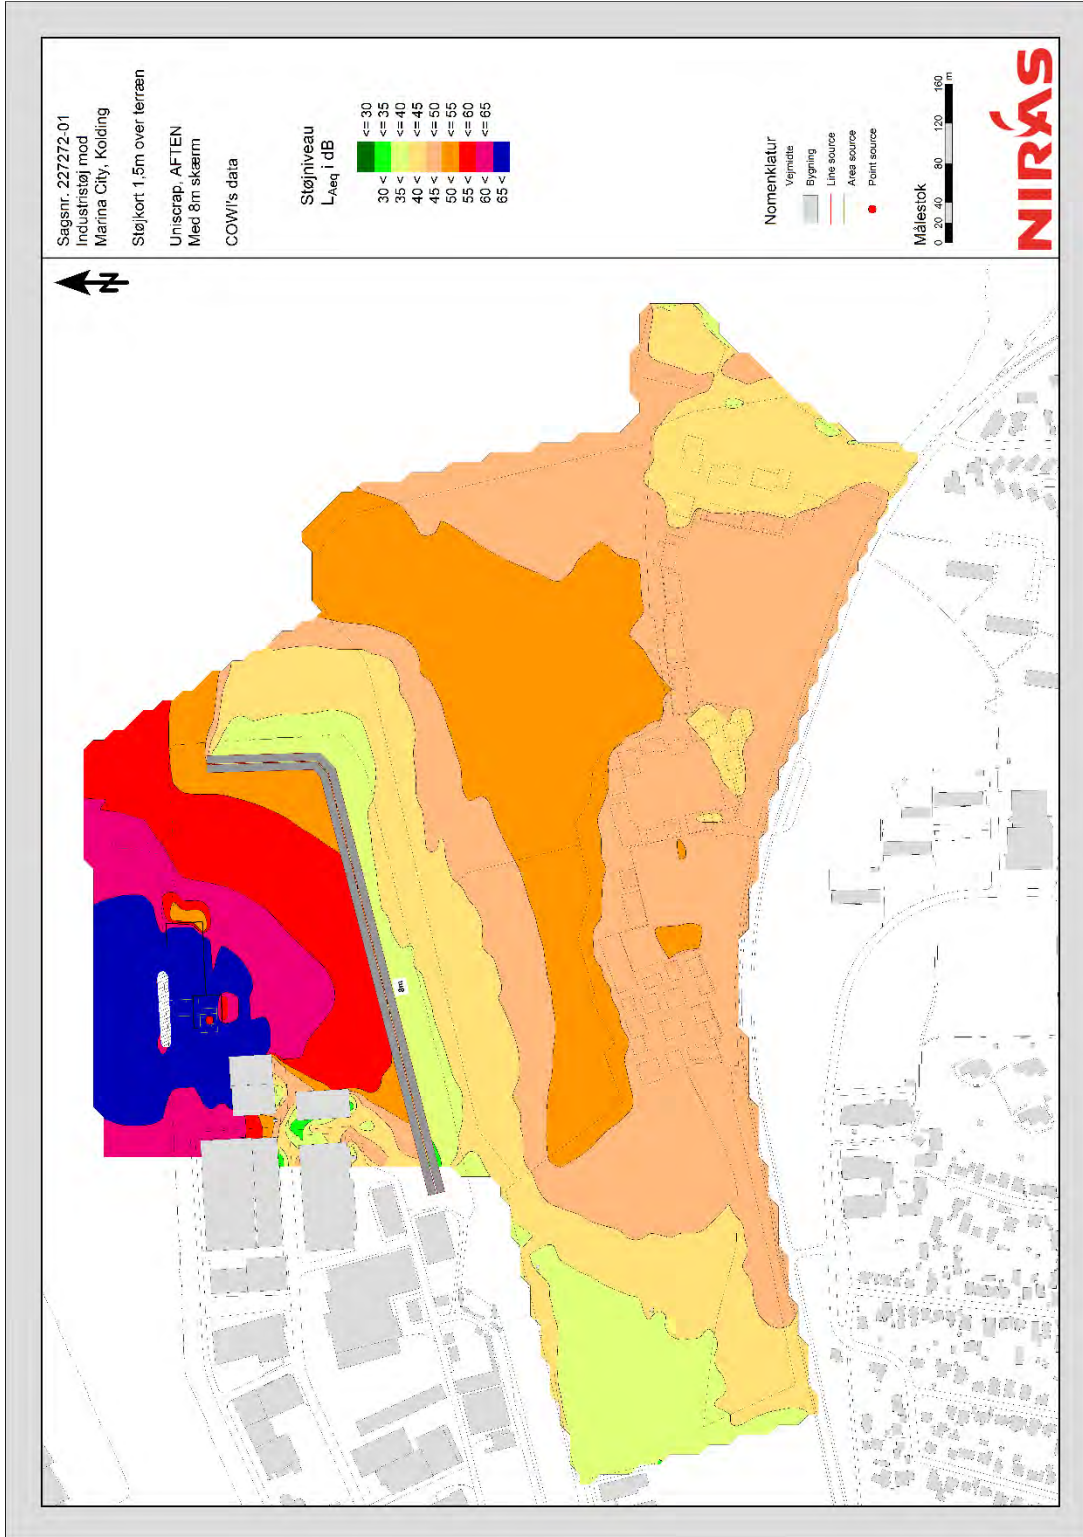 Sagsnr. 227272-01
Industristøj mod
Marina City, Kolding
Støjkort 1,5m over terræn
Uniscrap, AFTEN
Med 8m skærm
COWI's data
Støjniveau
LAeq i dB
<= 30
30 < <= 35
35 < <= 40
40 < <= 45
45 < <= 50
50 < <= 55
55 < <= 60
60 < <= 65
65 <
Nomenklatur
Vejmidte
Bygning
Line source
Area source
Point source
Målestok
0 20 40 80 120 160
m
NIRAS
N
8m